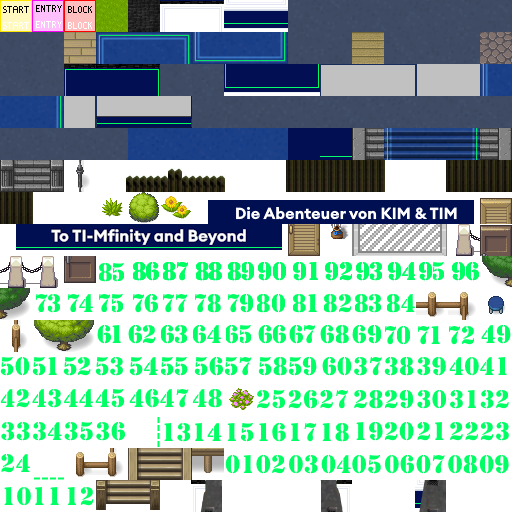 START ENTRY BLOCK
START ENTRY BLOCK
Die Abenteuer von KIM & TIM
To TI-Mfinity and Beyond
85 86 87 88 89 90 91 92 93 94 95 96
73 74 75 76 77 78 79 80 81 82 83 84
61 62 63 64 65 66 67 68 69 70 71 72 49
50 51 52 53 54 55 56 57 58 59 60 37 38 39 40 41
42 43 44 45 46 47 48 25 26 27 28 29 30 31 32
33 34 35 36 13 14 15 16 17 18 19 20 21 22 23
24 01 02 03 04 05 06 07 08 09
10 11 12